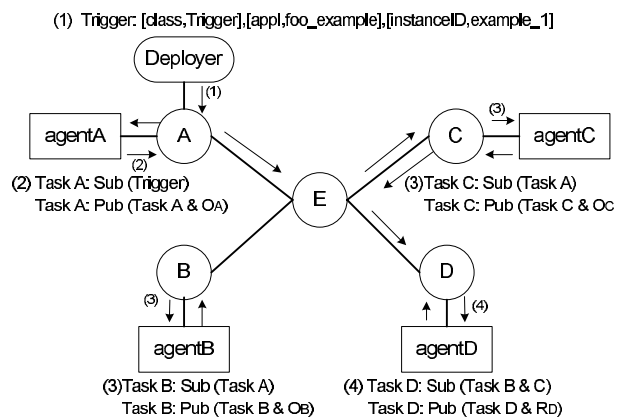 (1) Trigger: [class,Trigger],[appl,foo_example],[instanceID,example_1]
Deployer
(1)
agentA
A
(2)
C
(3)
agentC
(2) Task A: Sub (Trigger)
Task A: Pub (Task A & OA)
E
(3)Task C: Sub (Task A)
Task C: Pub (Task C & OC
B
(3)
agentB
D
(4)
agentD
(3)Task B: Sub (Task A)
Task B: Pub (Task B & OB)
(4) Task D: Sub (Task B & C)
Task D: Pub (Task D & RD)